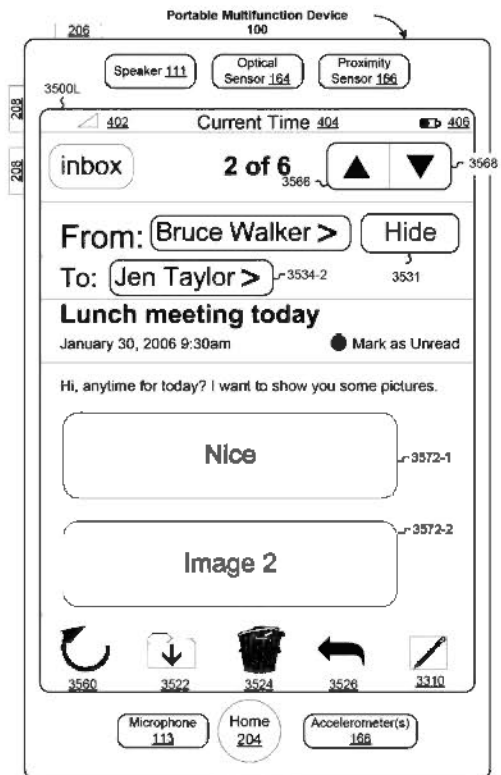 Portable Multifunction Device
100
206
Speaker 111
Optical
Sensor 164
Proximity
Sensor 166
3500L
208
208
402
Current Time 404
406
inbox
2 of 6
3566
3568
From: Bruce Walker >
Hide
To: Jen Taylor >
3534-2
3531
Lunch meeting today
January 30, 2006 9:30am
Mark as Unread
Hi, anytime for today? I want to show you some pictures.
Nice
3572-1
3572-2
Image 2
3560
3522
3524
3526
3310
Microphone
113
Home
204
Accelerometer(s)
166